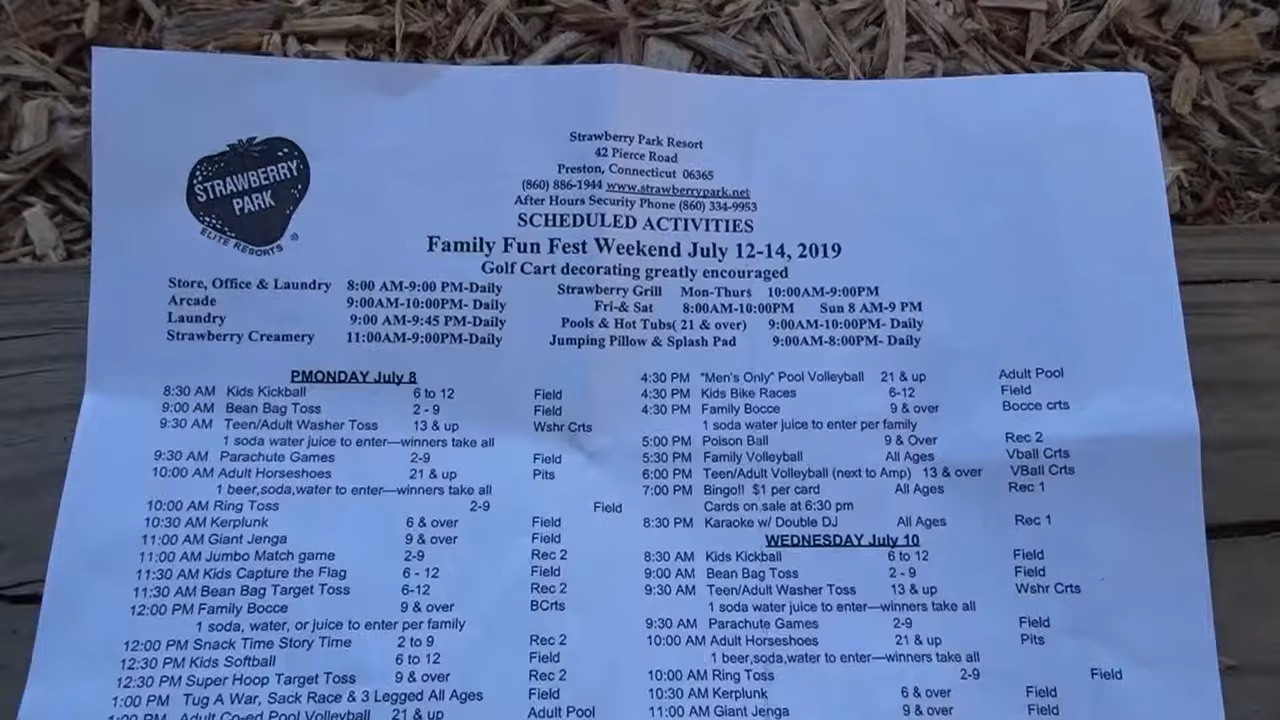 STRAWBERRY
PARK
ELITE RESORTS ®
Strawberry Park Resort
42 Pierce Road
Preston, Connecticut 06365
(860) 886-1944 www.strawberrypark.net
After Hours Security Phone (860) 334-9953
SCHEDULED ACTIVITIES
Family Fun Fest Weekend July 12-14, 2019
Golf Cart decorating greatly encouraged
Store, Office & Laundry 8:00 AM-9:00 PM-Daily
Arcade 9:00AM-10:00PM- Daily
Laundry 9:00 AM-9:45 PM-Daily
Strawberry Creamery 11:00AM-9:00PM-Daily
Strawberry Grill Mon-Thurs 10:00AM-9:00PM
Fri-& Sat 8:00AM-10:00PM Sun 8 AM-9 PM
Pools & Hot Tubs( 21 & over) 9:00AM-10:00PM- Daily
Jumping Pillow & Splash Pad 9:00AM-8:00PM- Daily
PMONDAY July 8
8:30 AM Kids Kickball 6 to 12 Field
9:00 AM Bean Bag Toss 2 - 9 Field
9:30 AM Teen/Adult Washer Toss 13 & up Wshr Crts
1 soda water juice to enter—winners take all
9:30 AM Parachute Games 2-9 Field
10:00 AM Adult Horseshoes 21 & up Pits
1 beer,soda,water to enter—winners take all
10:00 AM Ring Toss 2-9 Field
10:30 AM Kerplunk 6 & over Field
11:00 AM Giant Jenga 9 & over Field
11:00 AM Jumbo Match game 2-9 Rec 2
11:30 AM Kids Capture the Flag 6 - 12 Field
11:30 AM Bean Bag Target Toss 6-12 Rec 2
12:00 PM Family Bocce 9 & over BCrts
1 soda, water, or juice to enter per family
12:00 PM Snack Time Story Time 2 to 9 Rec 2
12:30 PM Kids Softball 6 to 12 Field
12:30 PM Super Hoop Target Toss 9 & over Rec 2
1:00 PM Tug A War, Sack Race & 3 Legged All Ages Field
1:00 PM Adult Co-ed Pool Volleyball 21 & up Adult Pool
4:30 PM "Men's Only" Pool Volleyball 21 & up Adult Pool
4:30 PM Kids Bike Races 6-12 Field
4:30 PM Family Bocce 9 & over Bocce crts
1 soda water juice to enter per family
5:00 PM Poison Ball 9 & Over Rec 2
5:30 PM Family Volleyball All Ages Vball Crts
6:00 PM Teen/Adult Volleyball (next to Amp) 13 & over VBall Crts
7:00 PM Bingo!! $1 per card All Ages Rec 1
Cards on sale at 6:30 pm
8:30 PM Karaoke w/ Double DJ All Ages Rec 1
WEDNESDAY July 10
8:30 AM Kids Kickball 6 to 12 Field
9:00 AM Bean Bag Toss 2 - 9 Field
9:30 AM Teen/Adult Washer Toss 13 & up Wshr Crts
1 soda water juice to enter—winners take all
9:30 AM Parachute Games 2-9 Field
10:00 AM Adult Horseshoes 21 & up Pits
1 beer,soda,water to enter—winners take all
10:00 AM Ring Toss 2-9 Field
10:30 AM Kerplunk 6 & over Field
11:00 AM Giant Jenga 9 & over Field